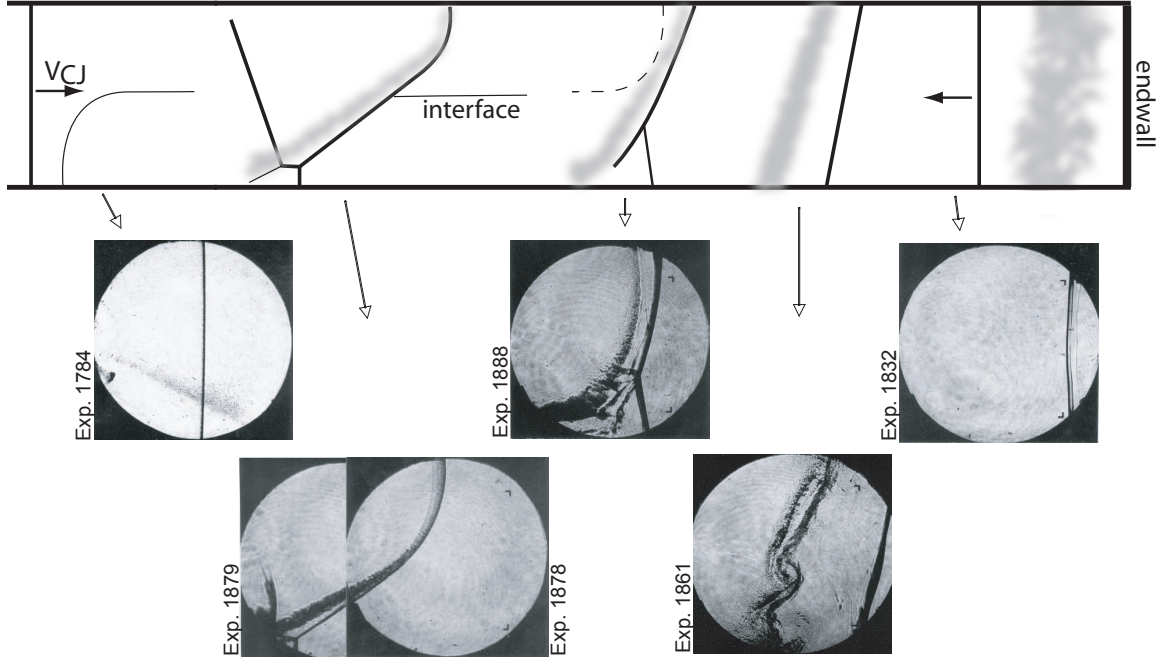 VCJ
interface
endwall
Exp. 1784
Exp. 1888
Exp. 1832
Exp. 1879
Exp. 1878
Exp. 1861